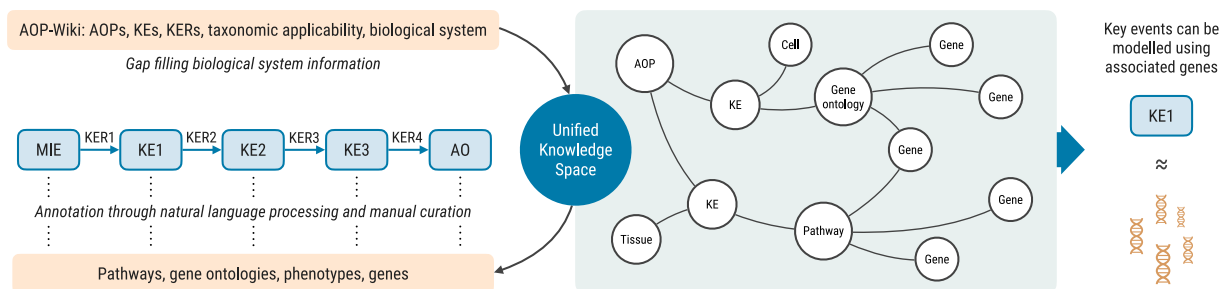 AOP-Wiki: AOPs, KEs, KERs, taxonomic applicability, biological system
Gap filling biological system information
KER1
KER2
KER3
KER4
MIE
KE1
KE2
KE3
AO
Annotation through natural language processing and manual curation
Pathways, gene ontologies, phenotypes, genes
Unified
Knowledge
Space
AOP
Cell
KE
Gene
ontology
Gene
Gene
Gene
KE
Tissue
Pathway
Gene
Gene
Key events can be
modelled using
associated genes
KE1
≈